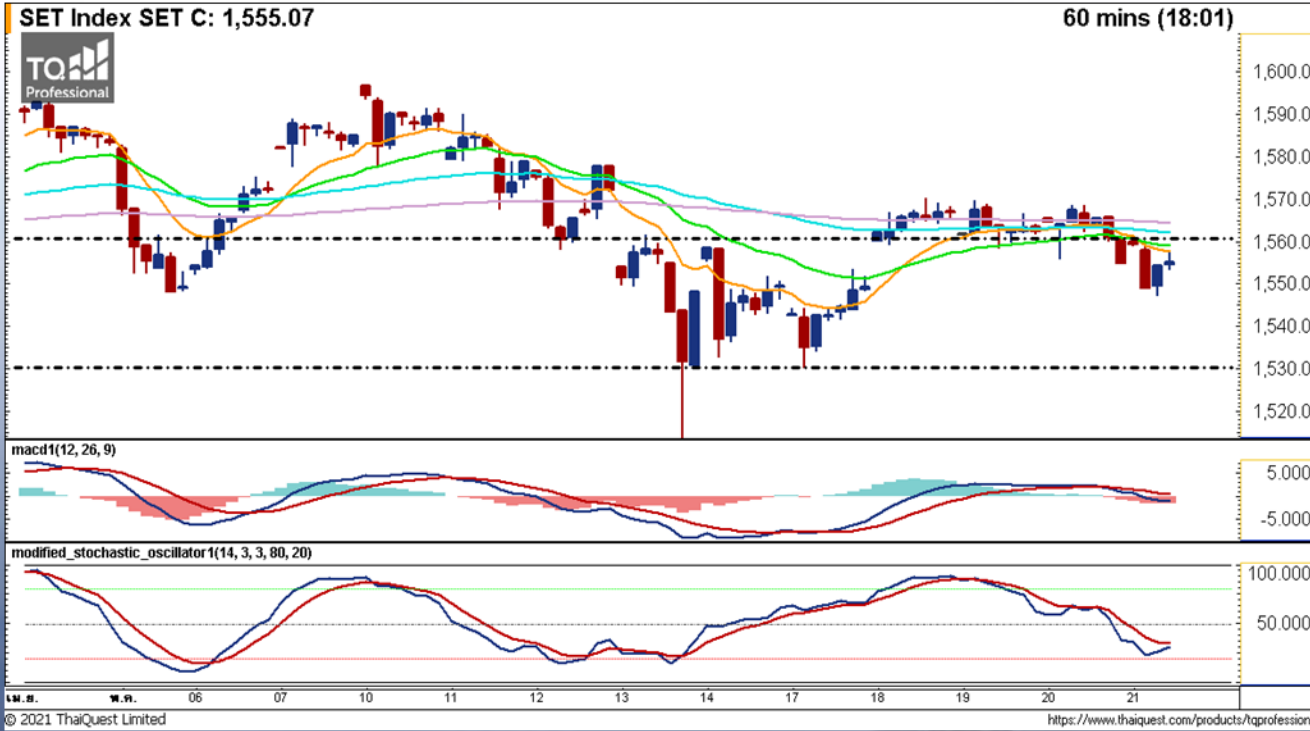 SET Index SET C: 1,555.07
60 mins (18:01)
TQ
Professional
1,600.0
1,590.0
1,580.0
1,570.0
1,560.0
1,550.0
1,540.0
1,530.0
1,520.0
macd1(12, 26, 9)
5.000
-5.000
modified_stochastic_oscillator1(14, 3, 3, 80, 20)
100.000
50.000
เม.ย. พ.ค. 06 07 10 11 12 13 14 17 18 19 20 21
© 2021 ThaiQuest Limited
https://www.thaiquest.com/products/tqprofession